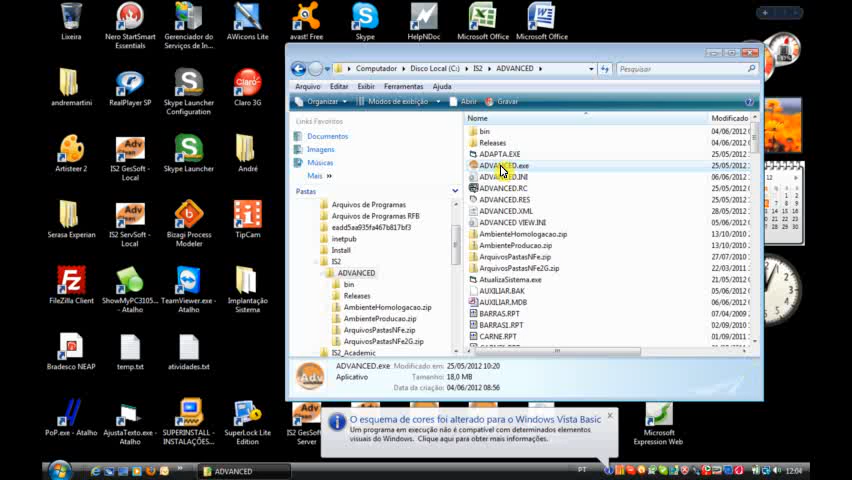 Lixeira
Nero StartSmart
Essentials
Gerenciador do
Serviços de In...
AWicons Lite
avast! Free
Skype
HelpNDoc
Microsoft Office
Microsoft Office
andremartini
RealPlayer SP
Skype Launcher
Configuration
Claro 3G
Artisteer 2
IS2 GesSoft -
Local
Skype Launcher
André
Serasa Experian
IS2 ServSoft -
Local
Bizagi Process
Modeler
TipCam
FileZilla Client
ShowMyPC3105... -
Atalho
TeamViewer.exe -
Atalho
Implantação
Sistema
Bradesco NEAP
temp.txt
atividades.txt
PoP.exe - Atalho
AjustaTexto.exe -
Atalho
SUPERINSTALL -
INSTALAÇÕES...
SuperLock Lite
Edition
IS2 GesSoft
Server
Microsoft
Expression Web
Computador
Disco Local (C:)
IS2
ADVANCED
Pesquisar
Arquivo Editar Exibir Ferramentas Ajuda
Organizar
Modos de exibição
Abrir
Gravar
Links Favoritos
Documentos
Imagens
Músicas
Mais »
Pastas
Arquivos de Programas
Arquivos de Programas RFB
eadd5aa935fa467b817bf3
inetpub
Install
IS2
ADVANCED
bin
Releases
AmbienteHomologacao.zip
AmbienteProducao.zip
ArquivosPastasNFe.zip
ArquivosPastasNFe2G.zip
IS2_Academic
Nome Modificado
bin 04/06/2012
Releases 04/06/2012
ADAPTA.EXE 25/05/2012
ADVANCED.exe 25/05/2012
ADVANCED.INI 06/06/2012
ADVANCED.RC 25/05/2012
ADVANCED.RES 25/05/2012
ADVANCED.XML 25/05/2012
ADVANCED VIEW.INI 05/06/2012
AmbienteHomologacao.zip 13/10/2010
AmbienteProducao.zip 13/10/2010
ArquivosPastasNFe.zip 27/07/2010
ArquivosPastasNFe2G.zip 22/03/2011
AtualizaSistema.exe 25/05/2012
AUXILIAR.BAK 05/06/2012
AUXILIAR.MDB 05/06/2012
BARRAS.RPT 07/04/2009
BARRAS1.RPT 02/09/2010
CARNE.RPT
ADVANCED.exe Modificado em: 25/05/2012 10:20
Aplicativo Tamanho: 18,0 MB
Data da criação: 04/06/2012 08:56
O esquema de cores foi alterado para o Windows Vista Basic
Um programa em execução não é compatível com determinados elementos
visuais do Windows. Clique aqui para obter mais informações.
ADVANCED
PT
12:04